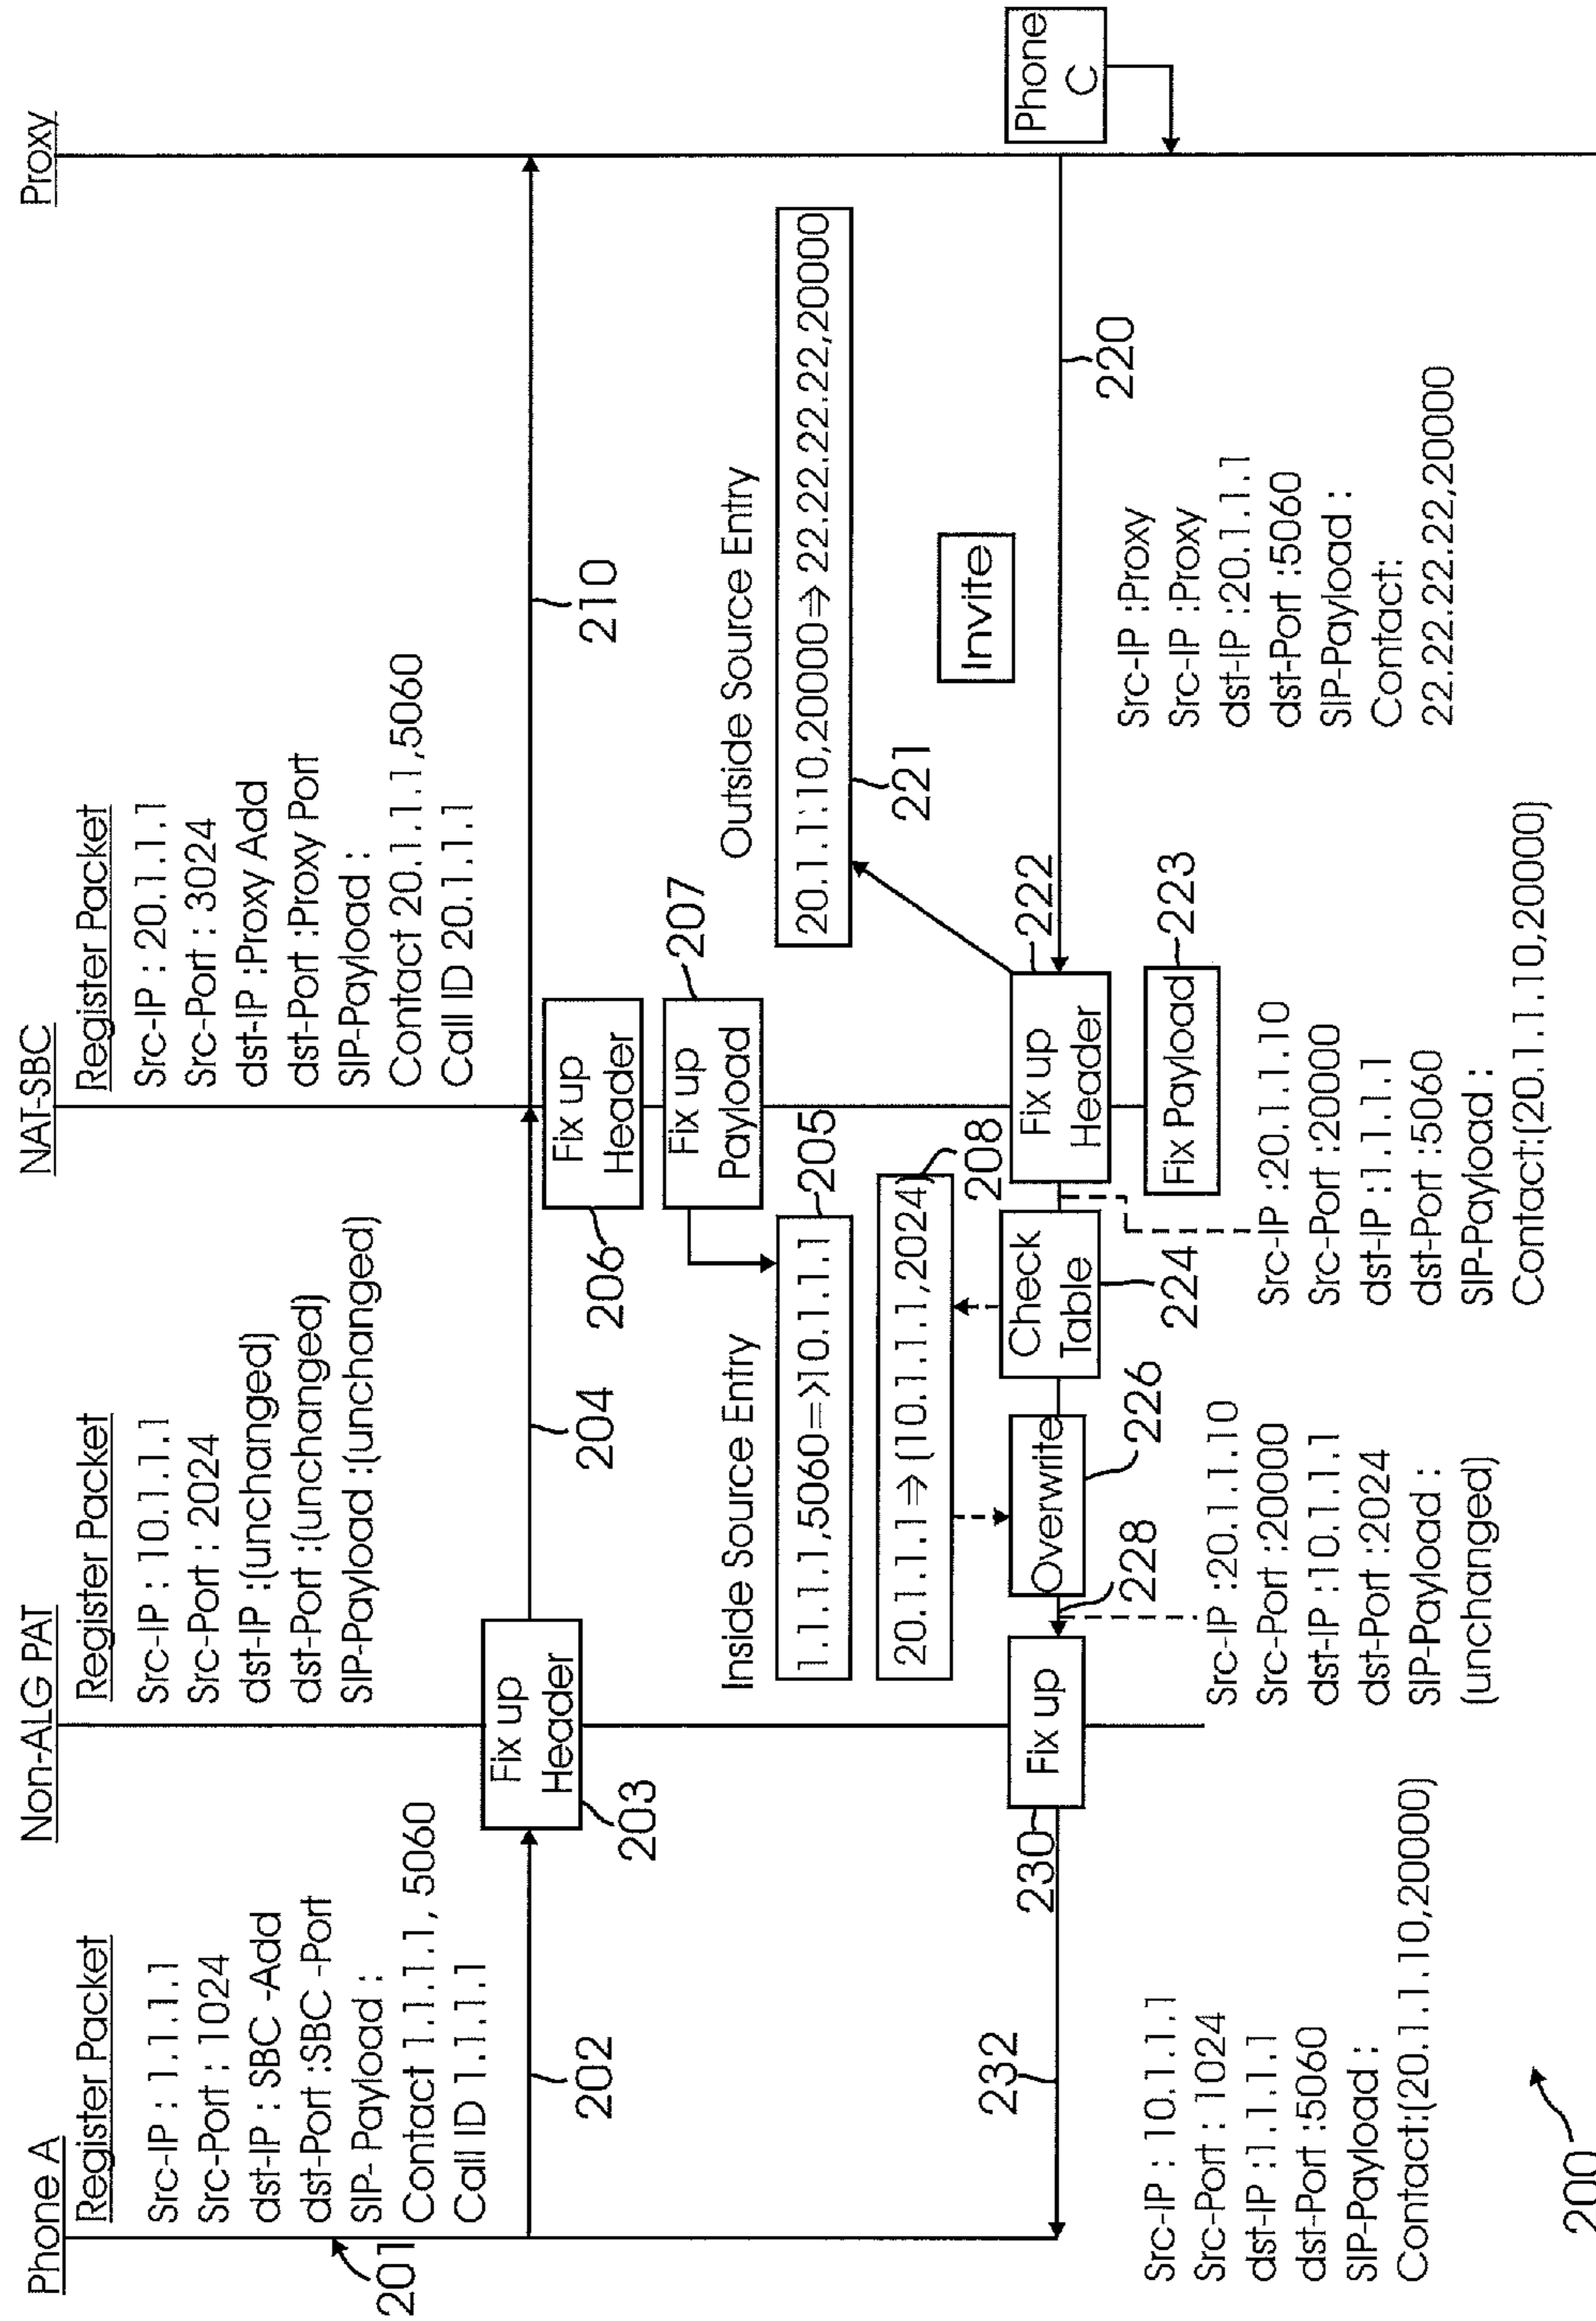 Phone A
Non-ALG PAT
NAT-SBC
Proxy
Register Packet
Src-IP : 1.1.1.1
Src-Port : 1024
dst-IP : SBC -Add
dst-Port :SBC -Port
SIP- Payload :
Contact 1.1.1.1, 5060
Call ID 1.1.1.1
Register Packet
Src-IP : 10.1.1.1
Src-Port : 2024
dst-IP :(unchanged)
dst-Port :(unchanged)
SIP-Payload :(unchanged)
Register Packet
Src-IP : 20.1.1.1
Src-Port : 3024
dst-IP :Proxy Add
dst-Port :Proxy Port
SIP-Payload :
Contact 20.1.1.1,5060
Call ID 20.1.1.1
201
202
Fix up
Header
203
204
210
Fix up
Header
206
Fix up
Payload
207
Inside Source Entry
1.1.1.1,5060=>10.1.1.1
205
20.1.1.1⇒(10.1.1.1,2024)
208
Outside Source Entry
20.1.1.10,20000⇒22.22.22.22,20000
221
Invite
Phone
C
220
Fix up
Header
222
Fix Payload
223
Check
Table
224
Overwrite
226
228
Fix up
230
232
Src-IP :Proxy
Src-IP :Proxy
dst-IP :20.1.1.1
dst-Port :5060
SIP-Payload :
Contact:
22.22.22.22,20000
Src-IP :20.1.1.10
Src-Port :20000
dst-IP :1.1.1.1
dst-Port :5060
SIP-Payload :
Contact:(20.1.1.10,20000)
Src-IP :20.1.1.10
Src-Port :20000
dst-IP :10.1.1.1
dst-Port :2024
SIP-Payload :
(unchanged)
Src-IP : 10.1.1.1
Src-Port : 1024
dst-IP :1.1.1.1
dst-Port :5060
SIP-Payload :
Contact:(20.1.1.10,20000)
200